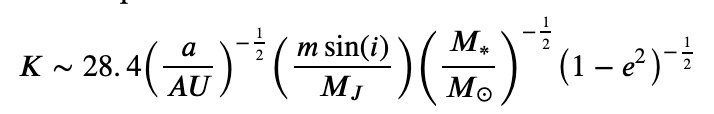 K ∼ 28.4(a/AU)^{-1/2} (m sin(i)/M_J) (M_*/M_⊙)^{-1/2} (1 − e²)^{-1/2}